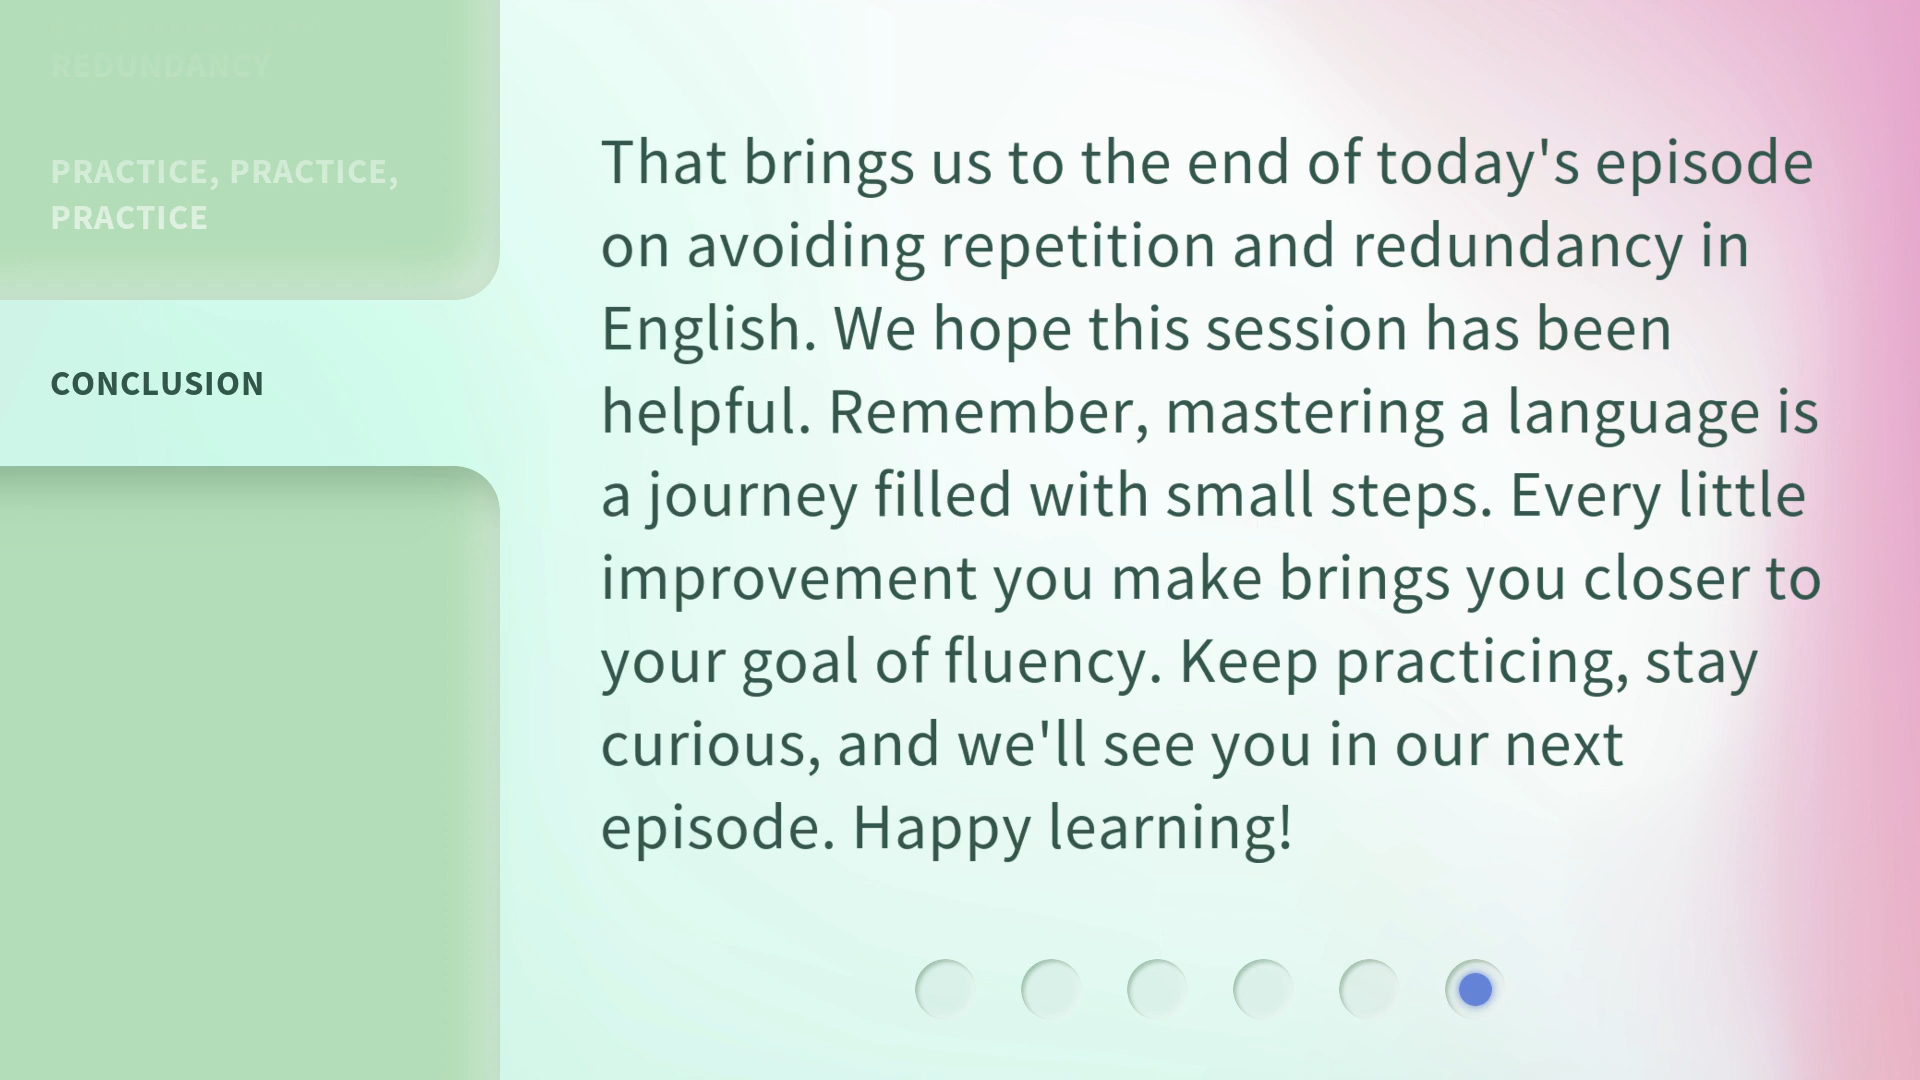 REDUNDANCY
PRACTICE, PRACTICE,
PRACTICE
CONCLUSION
That brings us to the end of today's episode
on avoiding repetition and redundancy in
English. We hope this session has been
helpful. Remember, mastering a language is
a journey filled with small steps. Every little
improvement you make brings you closer to
your goal of fluency. Keep practicing, stay
curious, and we'll see you in our next
episode. Happy learning!